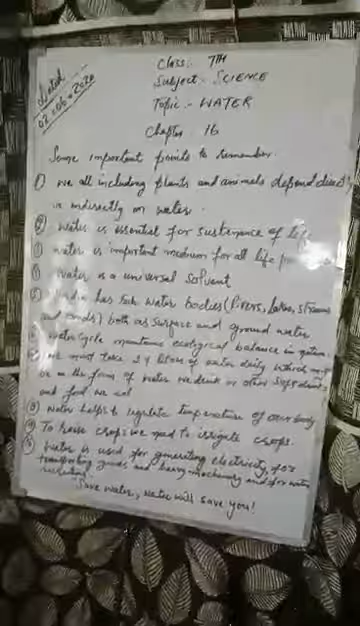 Dated
02-06-2020
Class:- 7TH
Subject:- SCIENCE
Topic:- WATER
Chapter 16
Some important points to remember.
① We all including plants and animals depend directly
or indirectly on water.
② Water is essential for sustenance of life
③ Water is important medium for all life
④ Water is a universal solvent
⑤ India has rich water bodies (Rivers, Lakes, streams
and ponds) both as surface and ground water
⑥ Water cycle maintains ecological balance in nature.
⑦ We must take 2-4 liters of water daily which
be in the form of water we drink or other soft drinks
and food we eat
⑧ Water helps to regulate temperature of our body
⑨ To raise crops we need to irrigate crops.
⑩ Water is used for generating electricity, for
transporting goods and heavy machinery and for water
"Save water, water will save you!